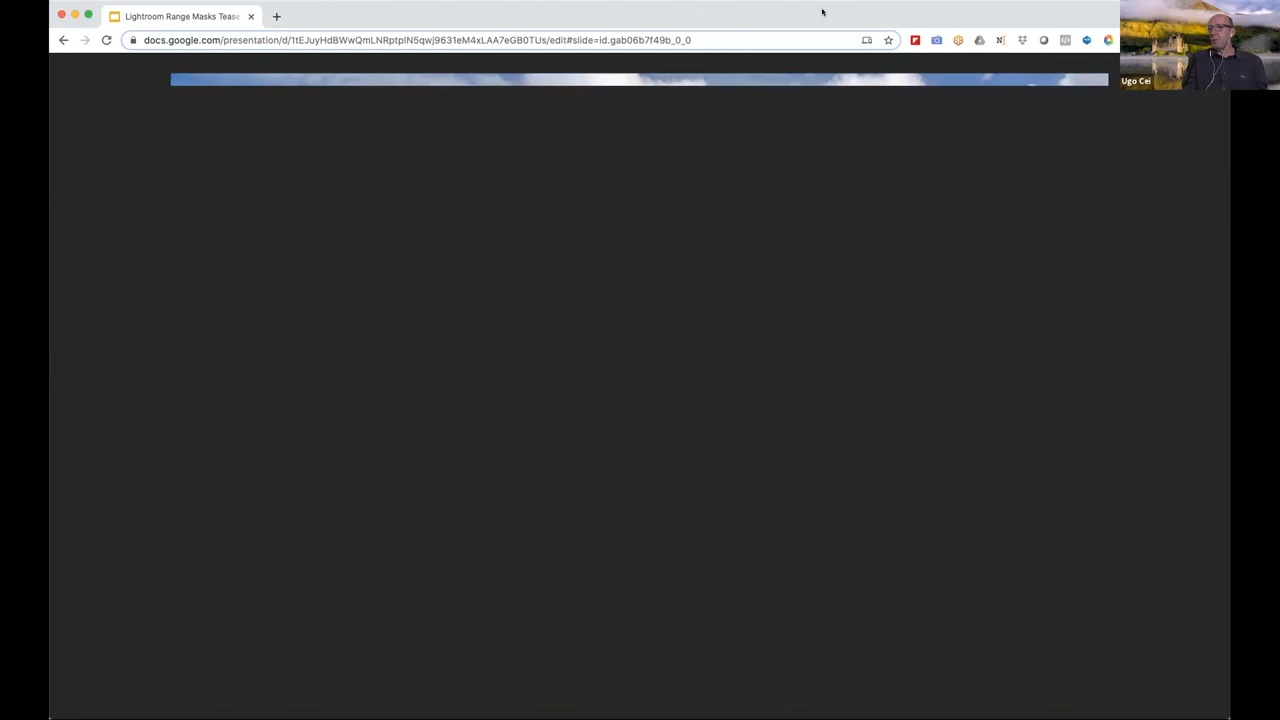 Lightroom Range Masks Tease
docs.google.com/presentation/d/1tEJuyHdBWwQmLNRptpIN5qwj9631eM4xLAA7eGB0TUs/edit#slide=id.gab06b7f49b_0_0
Ugo Cei